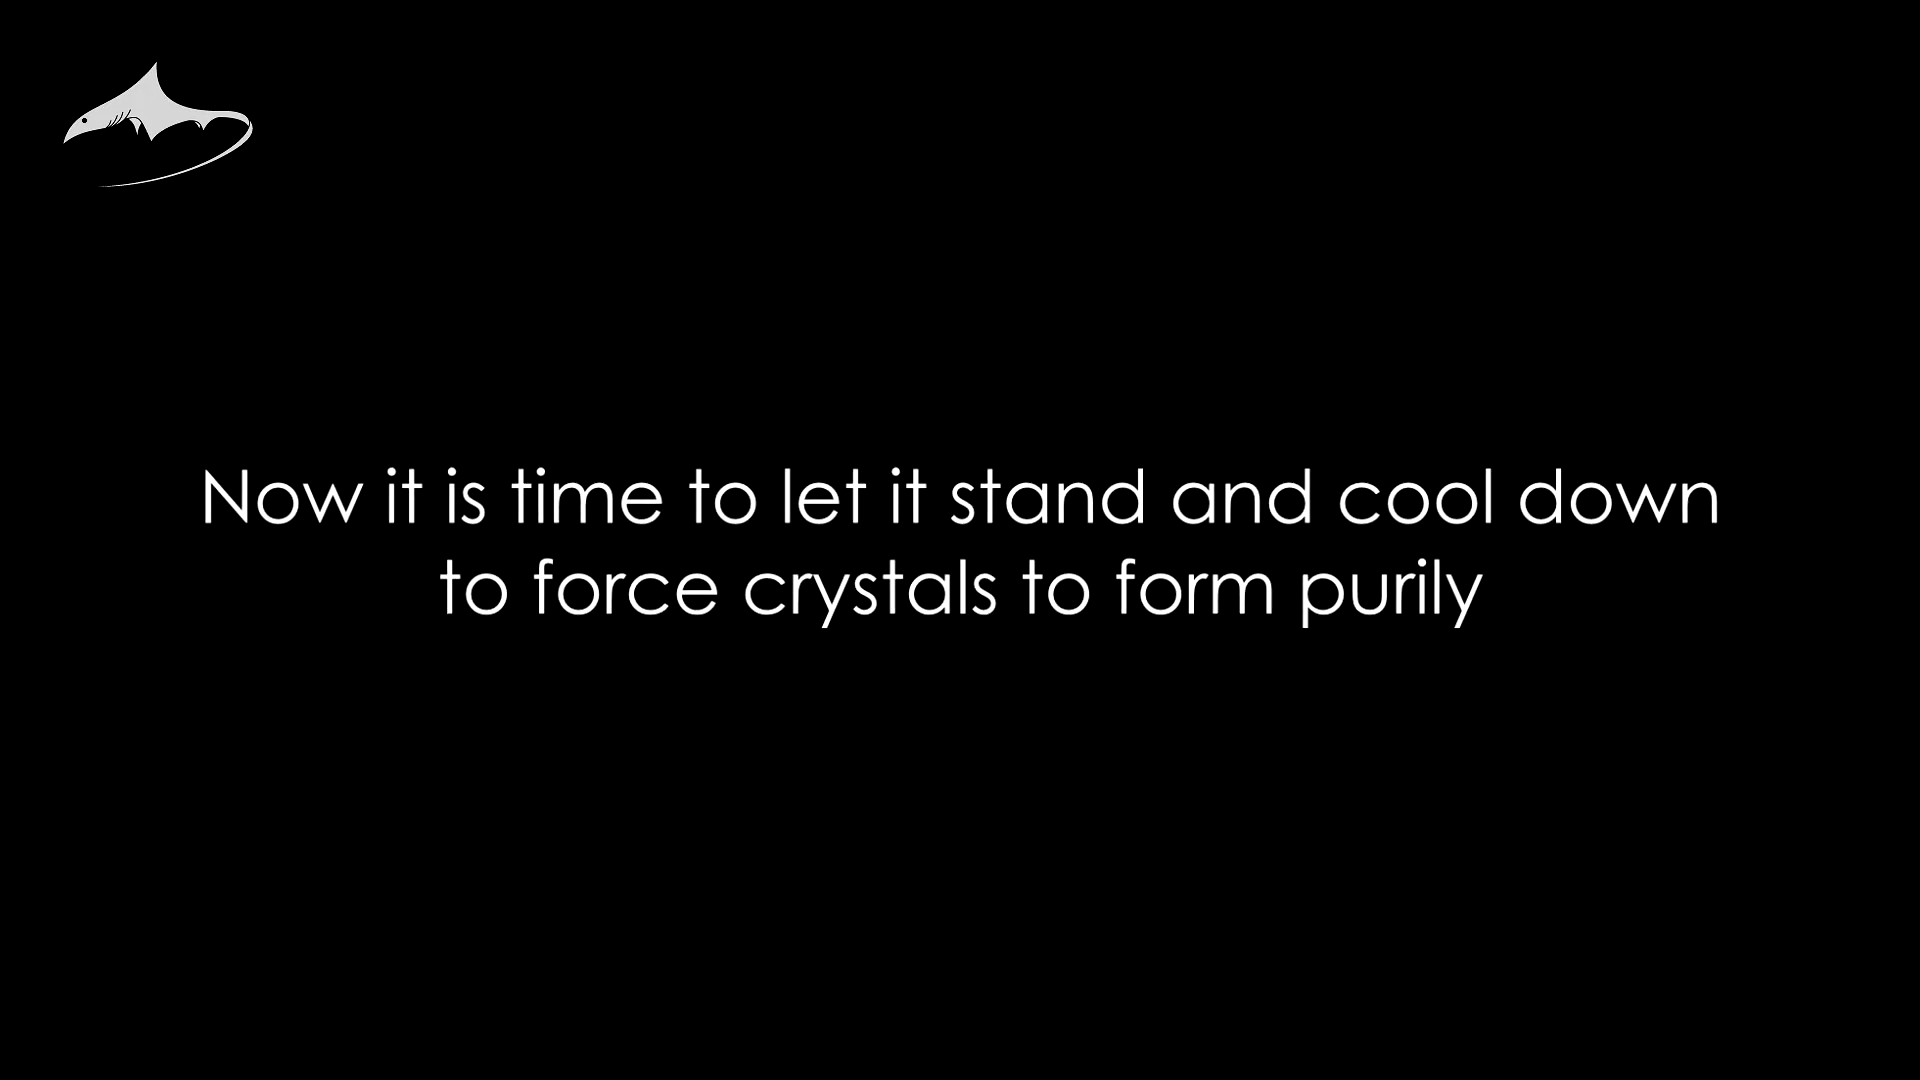 Now it is time to let it stand and cool down
to force crystals to form purily